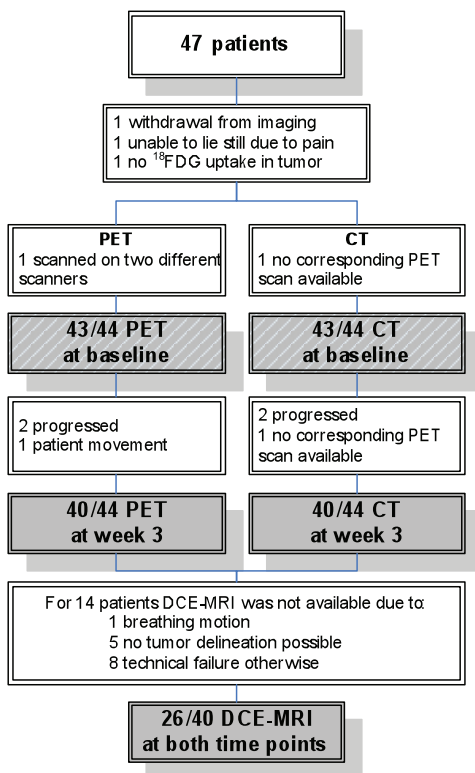 47 patients
1 withdrawal from imaging
1 unable to lie still due to pain
1 no ¹⁸FDG uptake in tumor
PET
1 scanned on two different
scanners
CT
1 no corresponding PET
scan available
43/44 PET
at baseline
43/44 CT
at baseline
2 progressed
1 patient movement
2 progressed
1 no corresponding PET
scan available
40/44 PET
at week 3
40/44 CT
at week 3
For 14 patients DCE-MRI was not available due to:
1 breathing motion
5 no tumor delineation possible
8 technical failure otherwise
26/40 DCE-MRI
at both time points